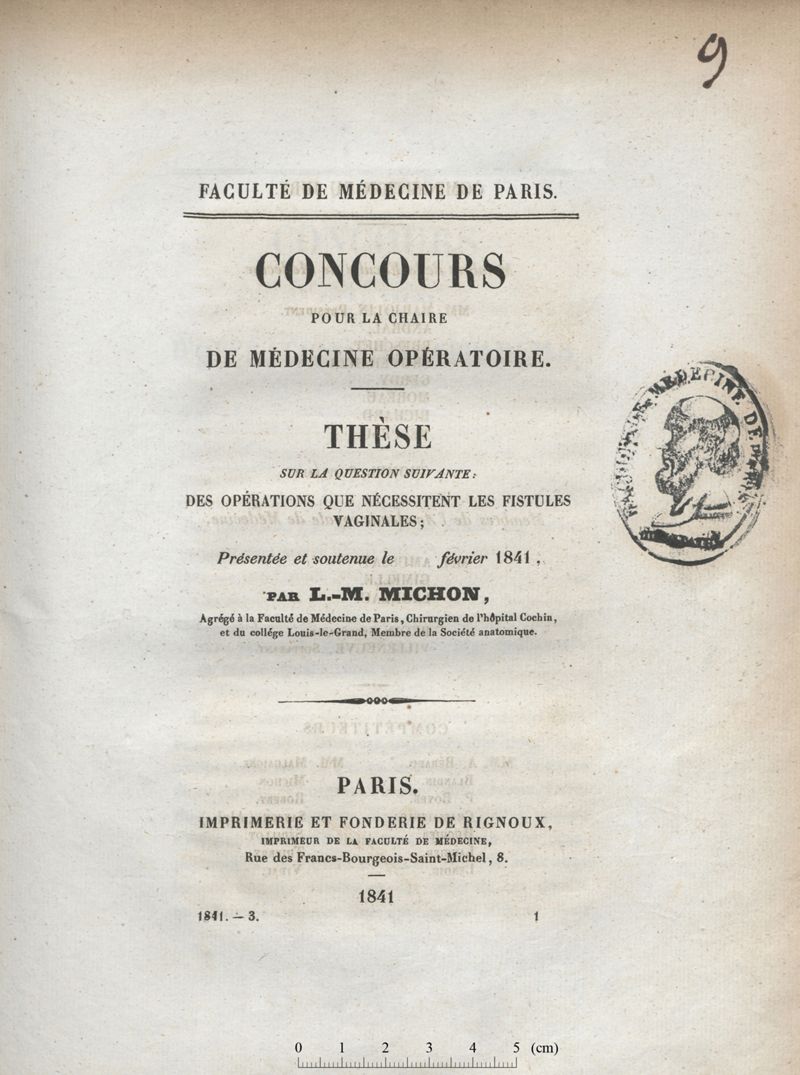 9
FACULTÉ DE MÉDECINE DE PARIS.
CONCOURS
POUR LA CHAIRE
DE MÉDECINE OPÉRATOIRE.
THÈSE
SUR LA QUESTION SUIVANTE:
DES OPÉRATIONS QUE NÉCESSITENT LES FISTULES
VAGINALES;
Présentée et soutenue le février 1841,
PAR L.-M. MICHON,
Agrégé à la Faculté de Médecine de Paris, Chirurgien de l'hôpital Cochin,
et du collége Louis-le-Grand, Membre de la Société anatomique.
MEDECINE DE PARIS
PARIS.
IMPRIMERIE ET FONDERIE DE RIGNOUX,
IMPRIMEUR DE LA FACULTÉ DE MÉDECINE,
Rue des Francs-Bourgeois-Saint-Michel, 8.
1841
1841. — 3. 1
0 1 2 3 4 5 (cm)